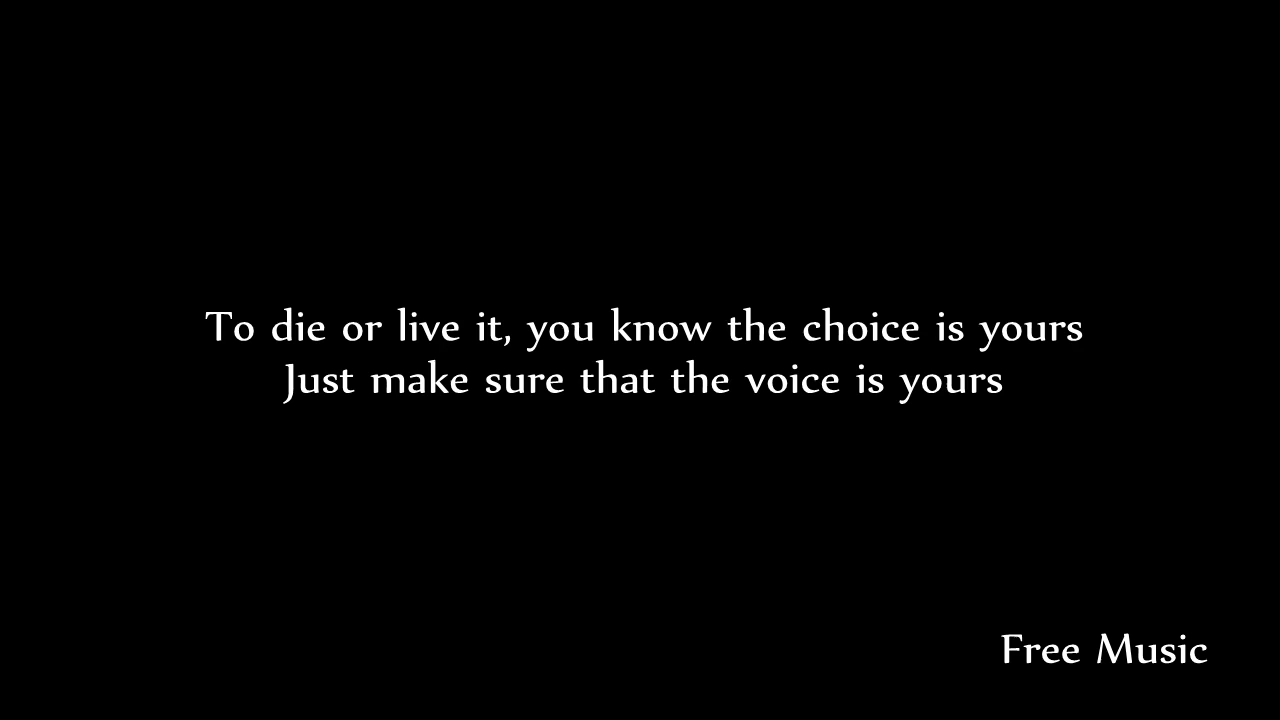 To die or live it, you know the choice is yours
Just make sure that the voice is yours
Free Music